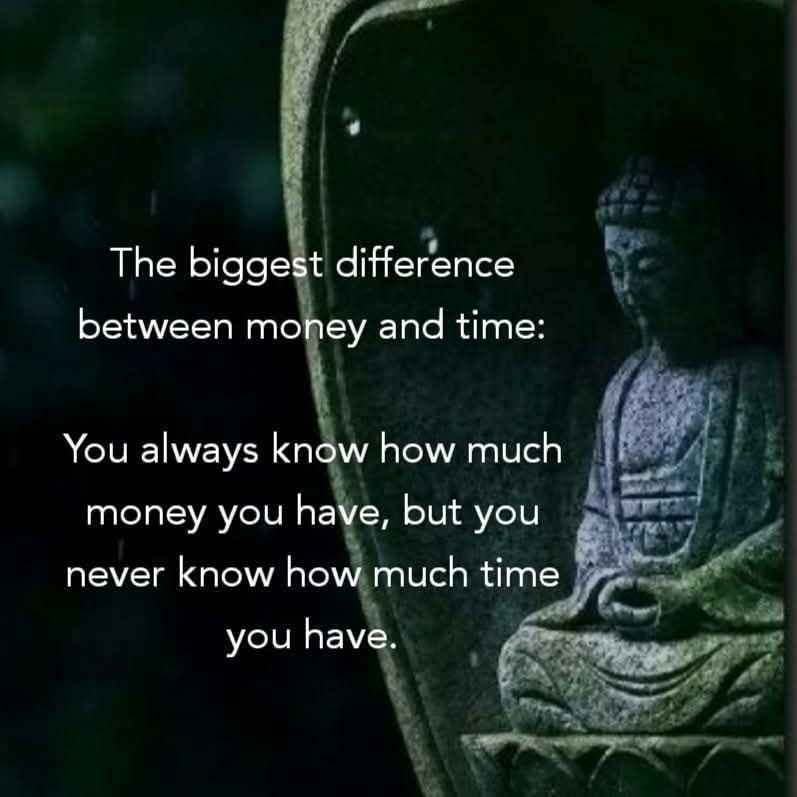 The biggest difference
between money and time:
You always know how much
money you have, but you
never know how much time
you have.